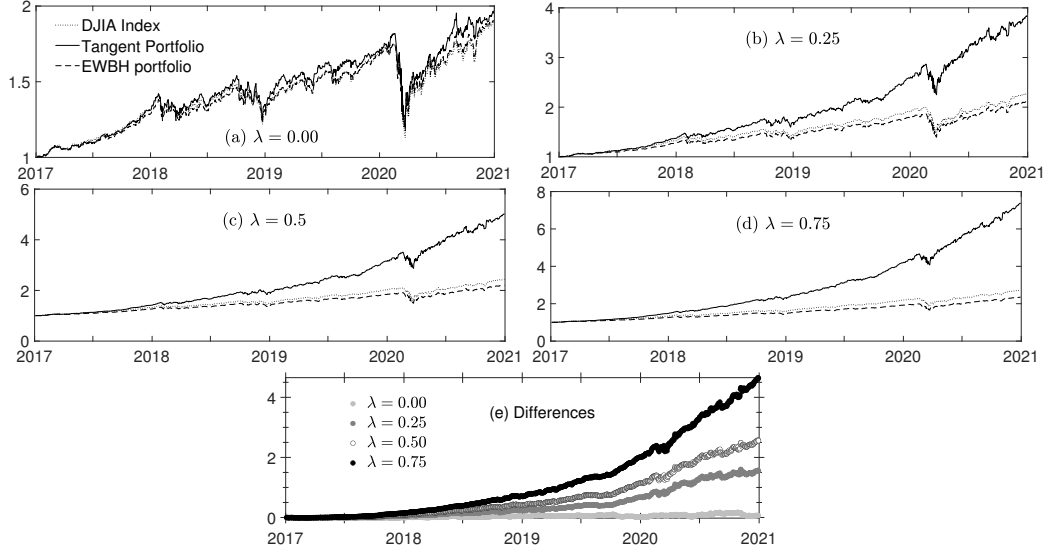 DJIA Index
Tangent Portfolio
EWBH portfolio
(a) λ = 0.00
2
1.5
1
2017 2018 2019 2020 2021
(b) λ = 0.25
4
3
2
1
2017 2018 2019 2020 2021
(c) λ = 0.5
6
4
2
0
2017 2018 2019 2020 2021
(d) λ = 0.75
8
6
4
2
0
2017 2018 2019 2020 2021
(e) Differences
λ = 0.00
λ = 0.25
λ = 0.50
λ = 0.75
4
2
0
2017 2018 2019 2020 2021